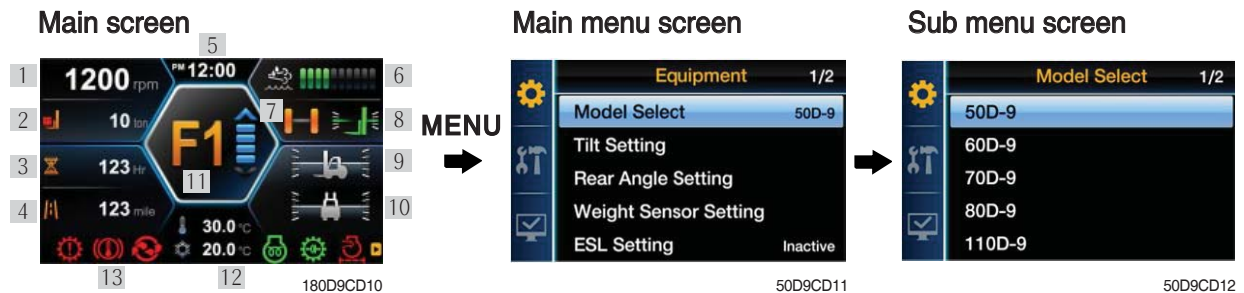 Main screen
Main menu screen
Sub menu screen
5
1
1200 rpm
PM 12:00
6
2
10 ton
7
8
3
123 Hr
F1
9
11
4
123 mile
10
30.0 °C
20.0 °C
13
12
180D9CD10
MENU
Equipment 1/2
Model Select 50D-9
Tilt Setting
Rear Angle Setting
Weight Sensor Setting
ESL Setting Inactive
50D9CD11
Model Select 1/2
50D-9
60D-9
70D-9
80D-9
110D-9
50D9CD12